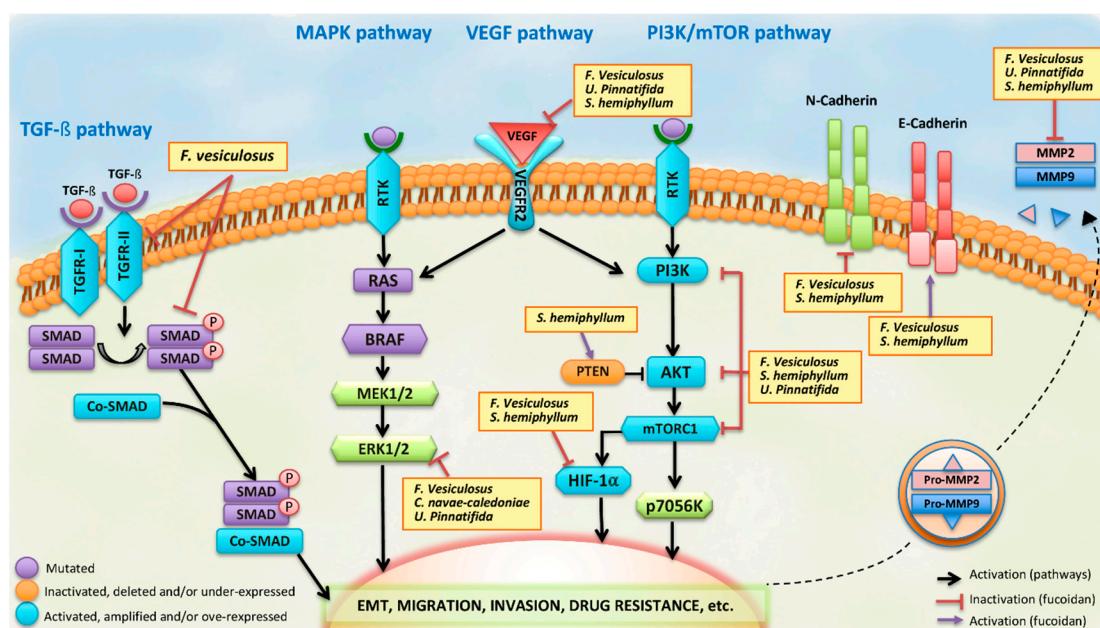 MAPK pathway
VEGF pathway
PI3K/mTOR pathway
TGF-ß pathway
F. vesiculosus
TGF-ß
TGF-ß
TGFR-I
TGFR-II
SMAD
SMAD
SMAD
SMAD
P
P
Co-SMAD
SMAD
SMAD
P
P
Co-SMAD
RTK
RAS
BRAF
MEK1/2
ERK1/2
F. Vesiculosus
C. navae-caledoniae
U. Pinnatifida
F. Vesiculosus
U. Pinnatifida
S. hemiphyllum
VEGF
VEGFR2
RTK
PI3K
S. hemiphyllum
PTEN
AKT
F. Vesiculosus
S. hemiphyllum
U. Pinnatifida
mTORC1
F. Vesiculosus
S. hemiphyllum
HIF-1α
p7056K
N-Cadherin
E-Cadherin
F. Vesiculosus
S. hemiphyllum
F. Vesiculosus
S. hemiphyllum
F. Vesiculosus
U. Pinnatifida
S. hemiphyllum
MMP2
MMP9
Pro-MMP2
Pro-MMP9
EMT, MIGRATION, INVASION, DRUG RESISTANCE, etc.
Mutated
Inactivated, deleted and/or under-expressed
Activated, amplified and/or ove-repressed
Activation (pathways)
Inactivation (fucoidan)
Activation (fucoidan)